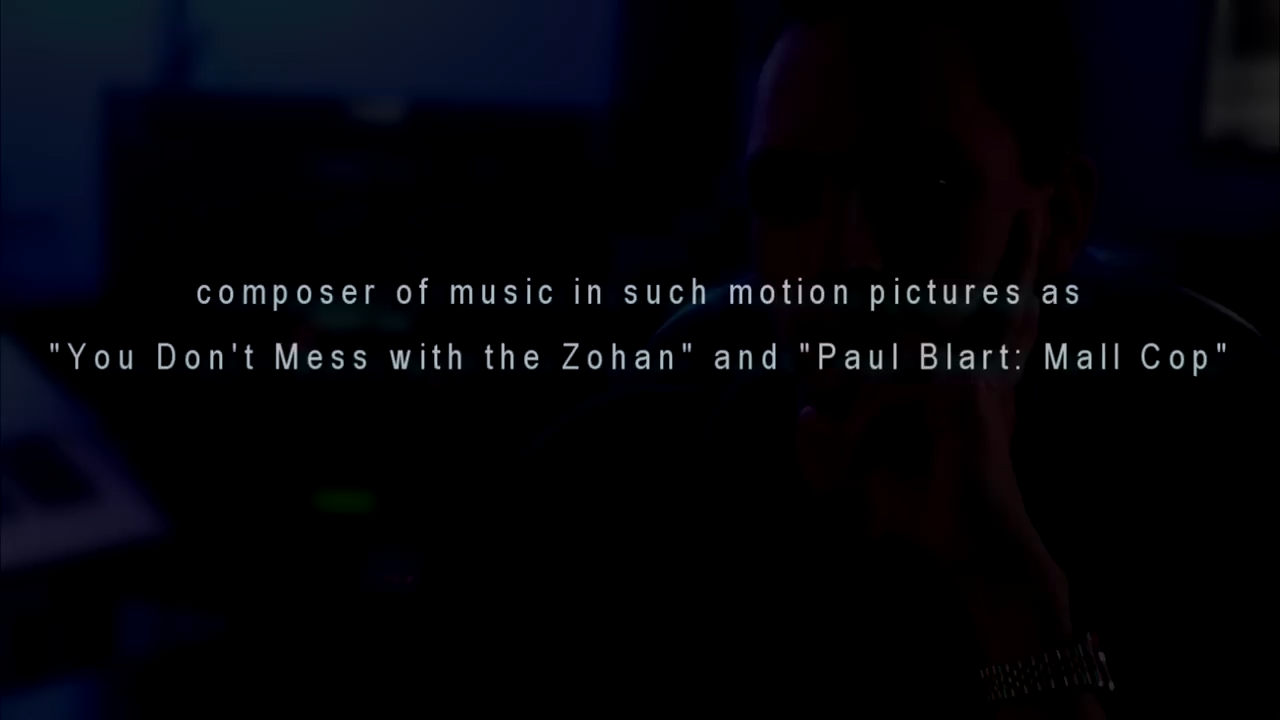 composer of music in such motion pictures as
"You Don't Mess with the Zohan" and "Paul Blart: Mall Cop"